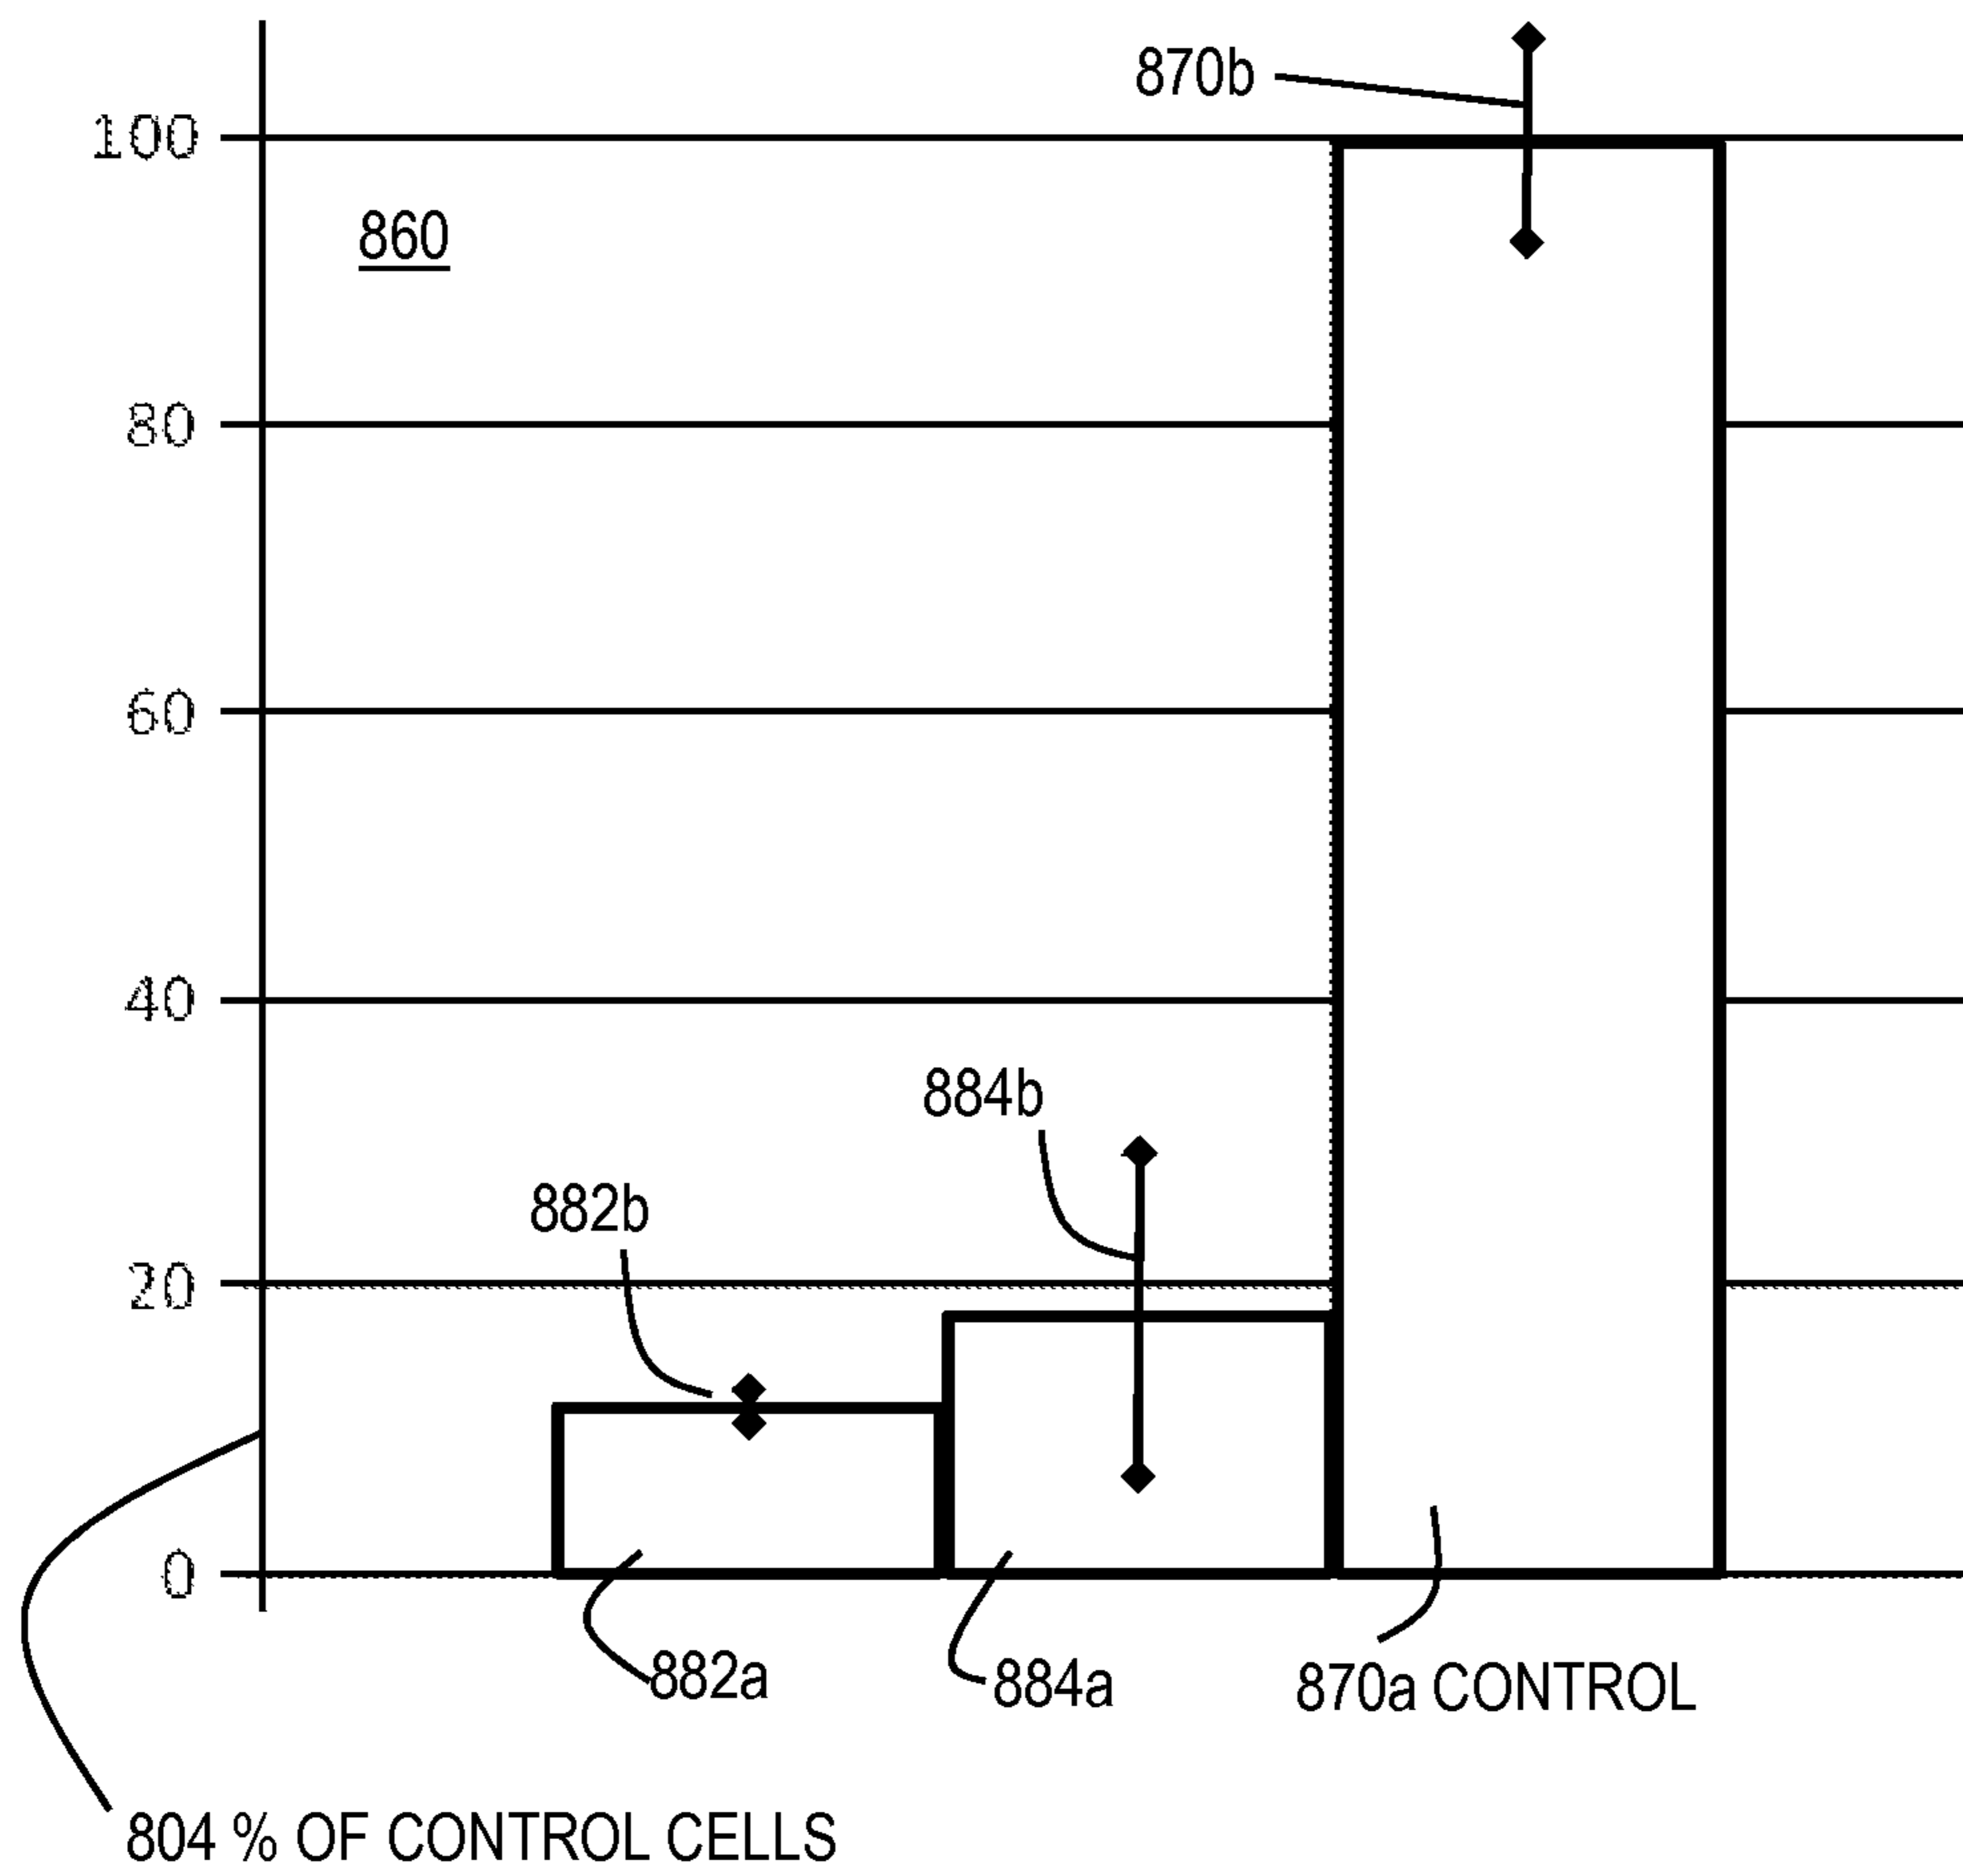 870b
100
860
80
60
40
884b
882b
20
0
882a
884a
870a CONTROL
804 % OF CONTROL CELLS